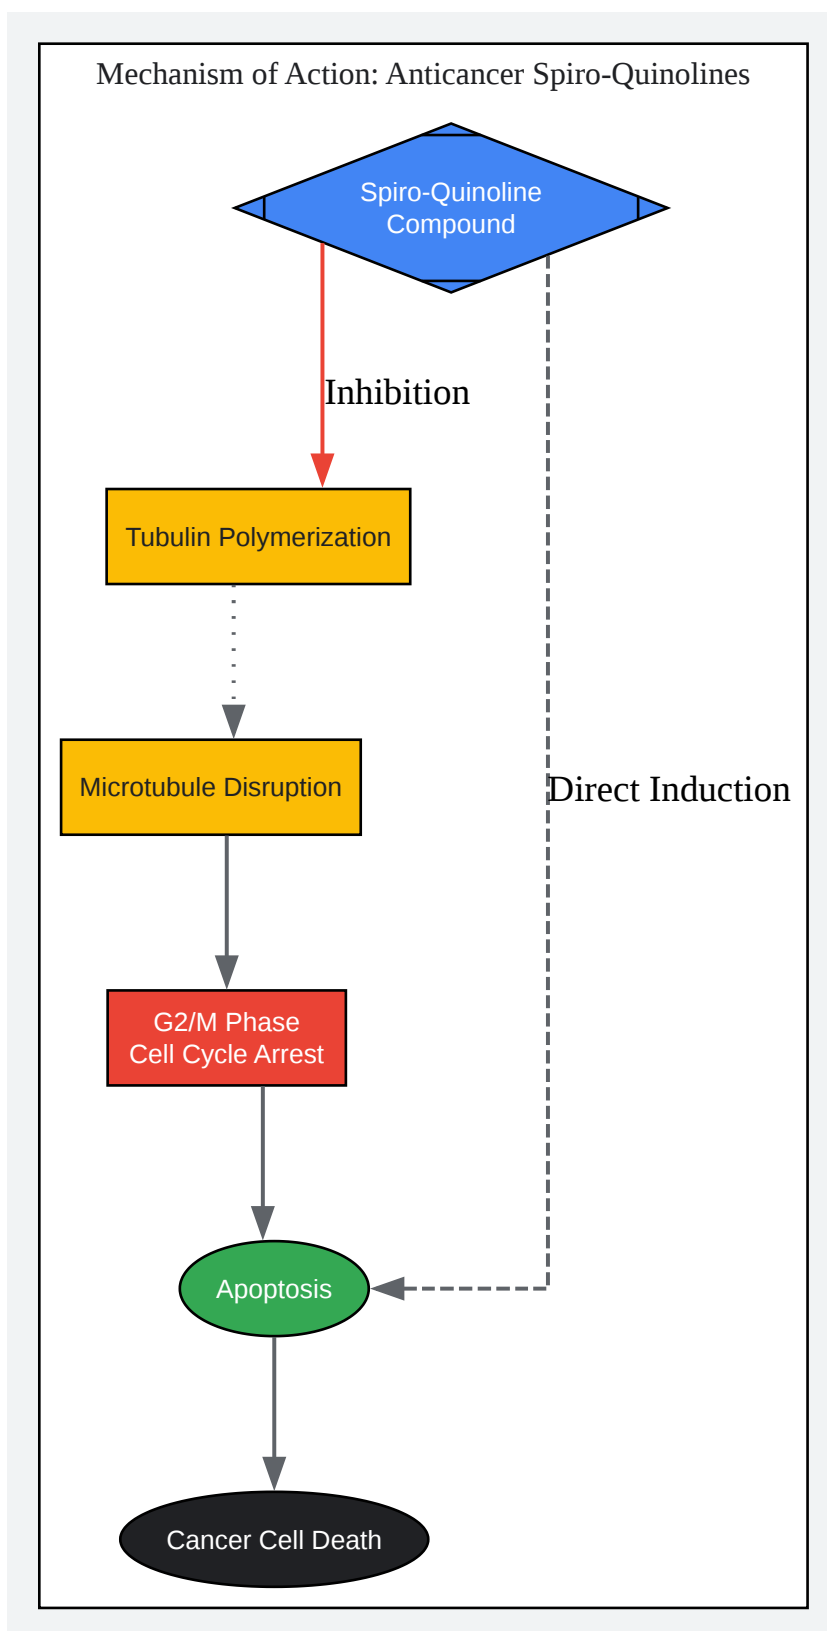 Mechanism of Action: Anticancer Spiro-Quinolines
Spiro-Quinoline
Compound
Inhibition
Tubulin Polymerization
Microtubule Disruption
Direct Induction
G2/M Phase
Cell Cycle Arrest
Apoptosis
Cancer Cell Death